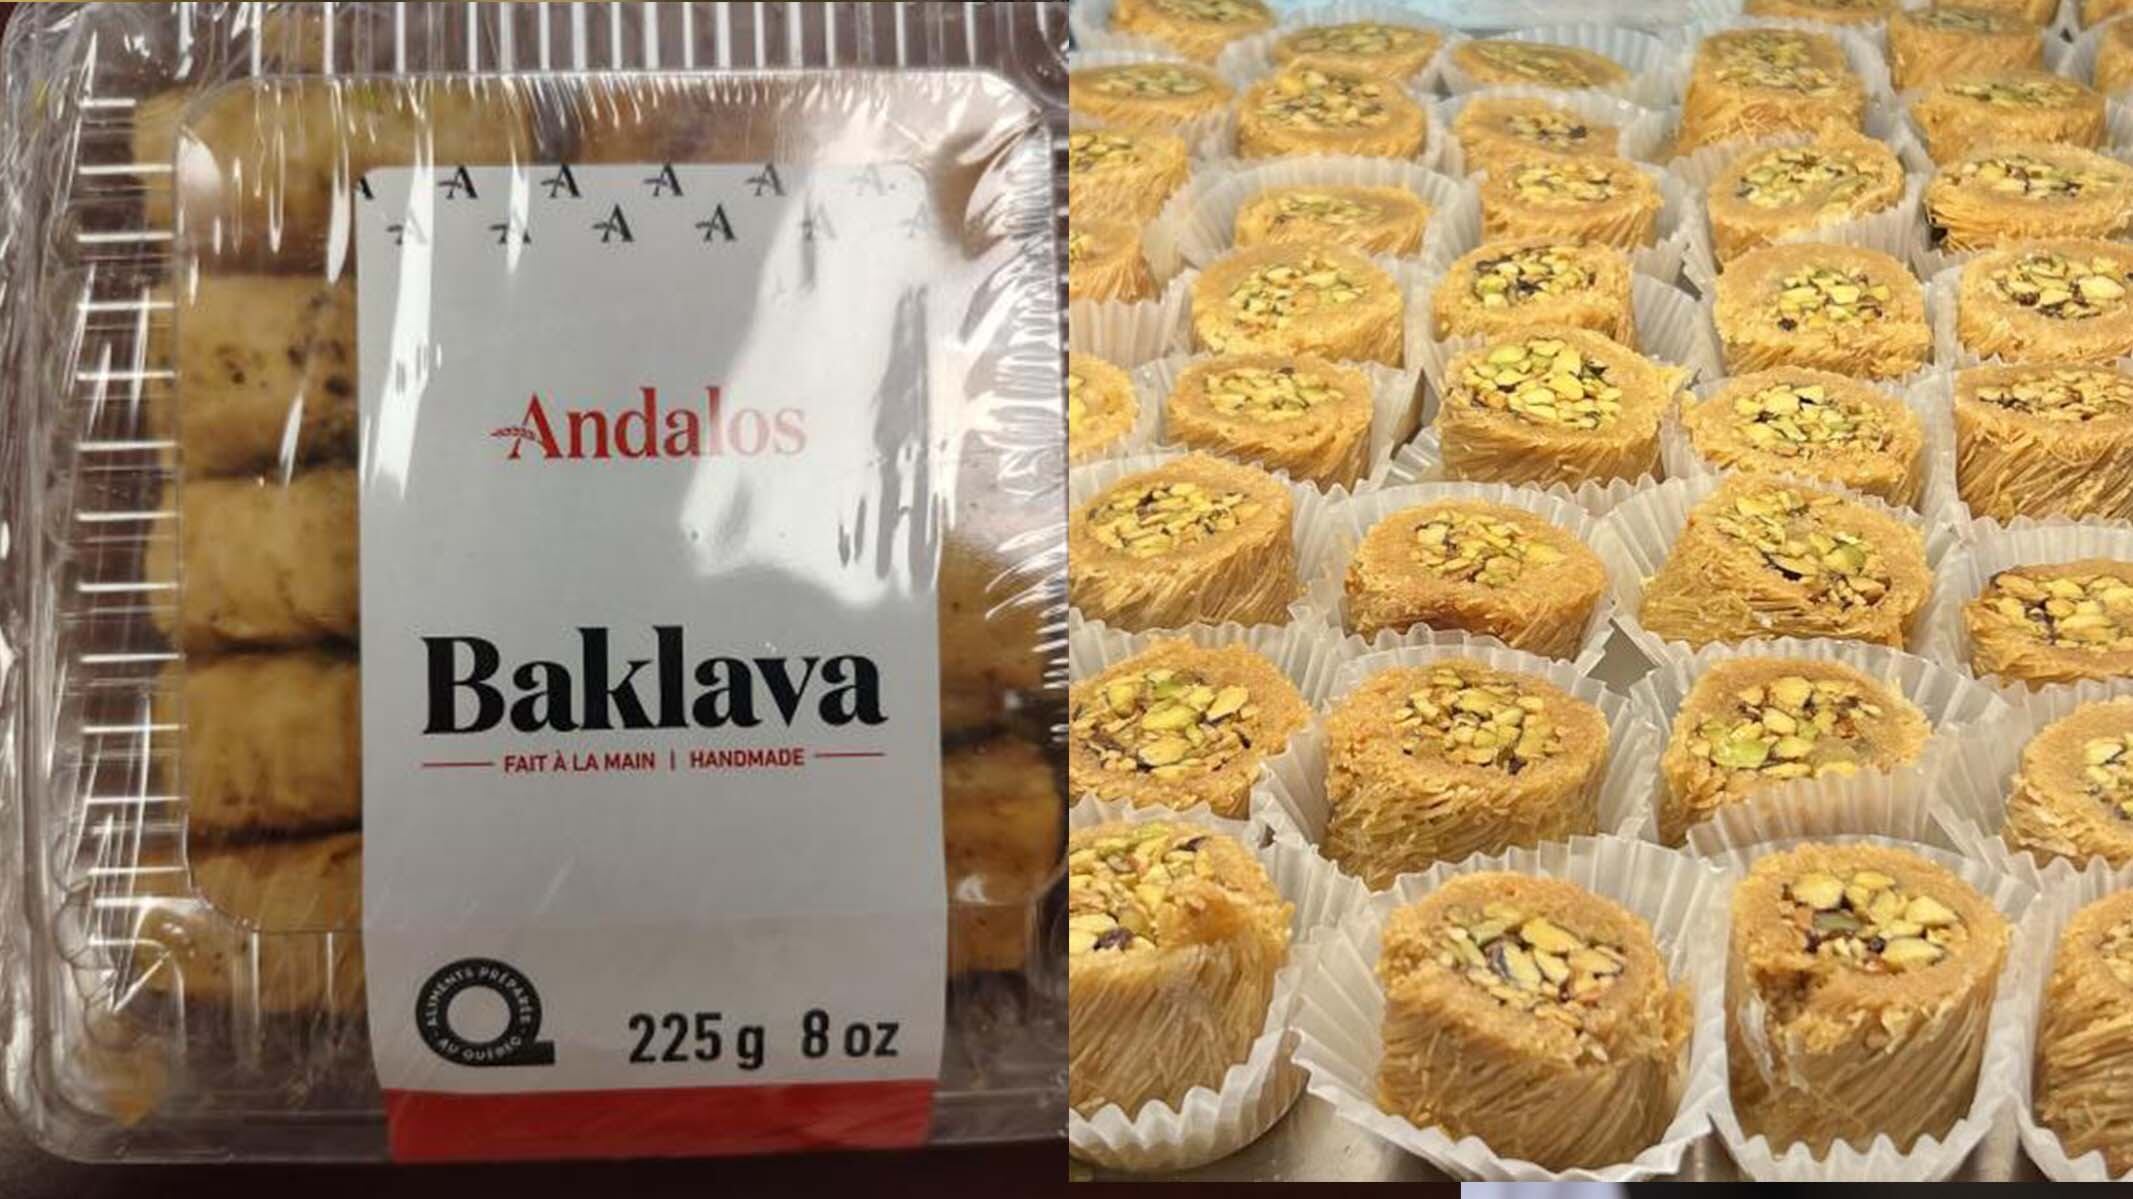 Andalos
Baklava
FAIT À LA MAIN | HANDMADE
ALIMENTS PRÉPARÉS AU QUÉBEC
225 g 8 oz